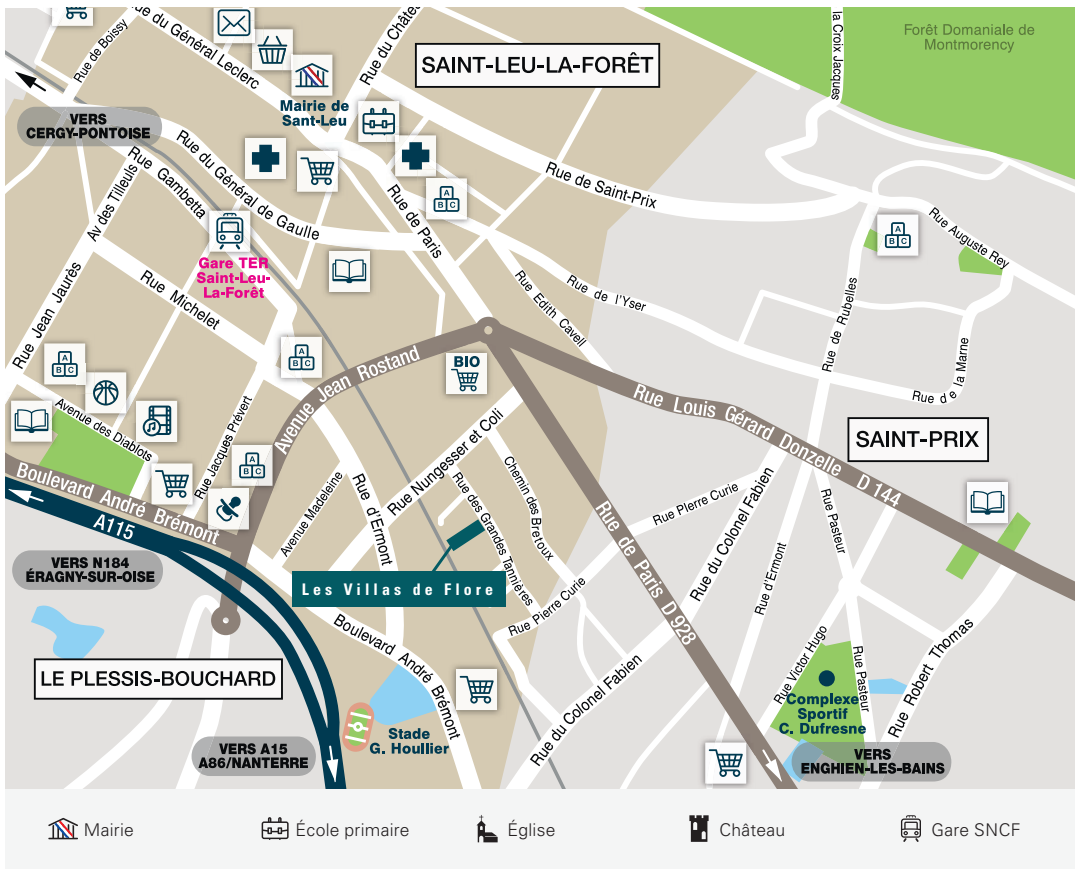 Rue de Boissy
Rue du Général Leclerc
Rue du Châte
SAINT-LEU-LA-FORÊT
la Croix Jacques
Forêt Domaniale de
Montmorency
Mairie de
Sant-Leu
VERS
CERGY-PONTOISE
Rue du Général de Gaulle
Rue Gambetta
Av des Tilleuls
Rue de Paris
Rue de Saint-Prix
A
B C
A
B C
Rue Auguste Rey
Gare TER
Saint-Leu-
La-Forêt
Rue Michelet
Rue Jean Jaurès
Rue Edith Cavell
Rue de l'Yser
Rue de Rubelles
Rue de la Marne
A
B C
A
B C
BIO
Avenue Jean Rostand
Rue Louis Gérard Donzelle
D 144
SAINT-PRIX
Avenue des Diablots
Rue Jacques Prévert
A
B C
Boulevard André Brémont
A115
Avenue Madeleine
Rue d'Ermont
Rue Nungesser et Coli
Rue des Grandes Tannières
Chemin des Bretoux
Rue PIerre Curie
Rue du Colonel Fabien
Rue Pasteur
Rue d'Ermont
VERS N184
ÉRAGNY-SUR-OISE
Les Villas de Flore
Rue Pierre Curie
Rue de Paris D 928
LE PLESSIS-BOUCHARD
Boulevard André Brémont
Rue du Colonel Fabien
Rue Victor Hugo
Rue Pasteur
Rue Robert Thomas
Complexe
Sportif
C. Dufresne
Stade
G. Houllier
VERS A15
A86/NANTERRE
VERS
ENGHIEN-LES-BAINS
Mairie
École primaire
Église
Château
Gare SNCF